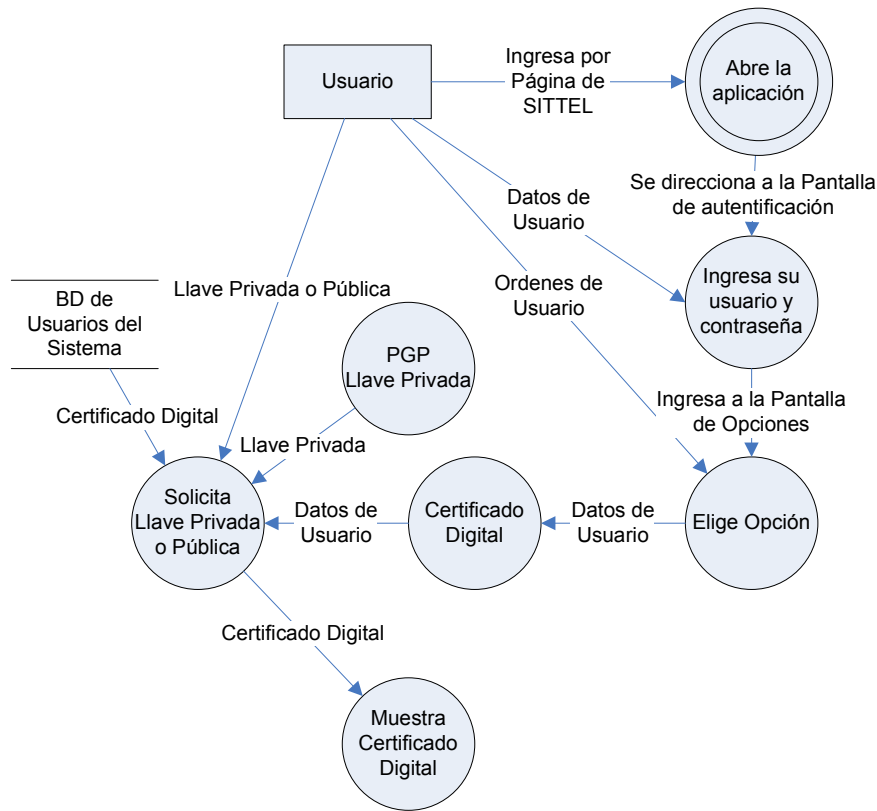 Usuario
Ingresa por
Página de
SITTEL
Abre la
aplicación
Se direcciona a la Pantalla
de autentificación
Datos de
Usuario
Ingresa su
usuario y
contraseña
Ordenes de
Usuario
Llave Privada o Pública
BD de
Usuarios del
Sistema
PGP
Llave Privada
Ingresa a la Pantalla
de Opciones
Certificado Digital
Llave Privada
Solicita
Llave Privada
o Pública
Datos de
Usuario
Certificado
Digital
Datos de
Usuario
Elige Opción
Certificado Digital
Muestra
Certificado
Digital